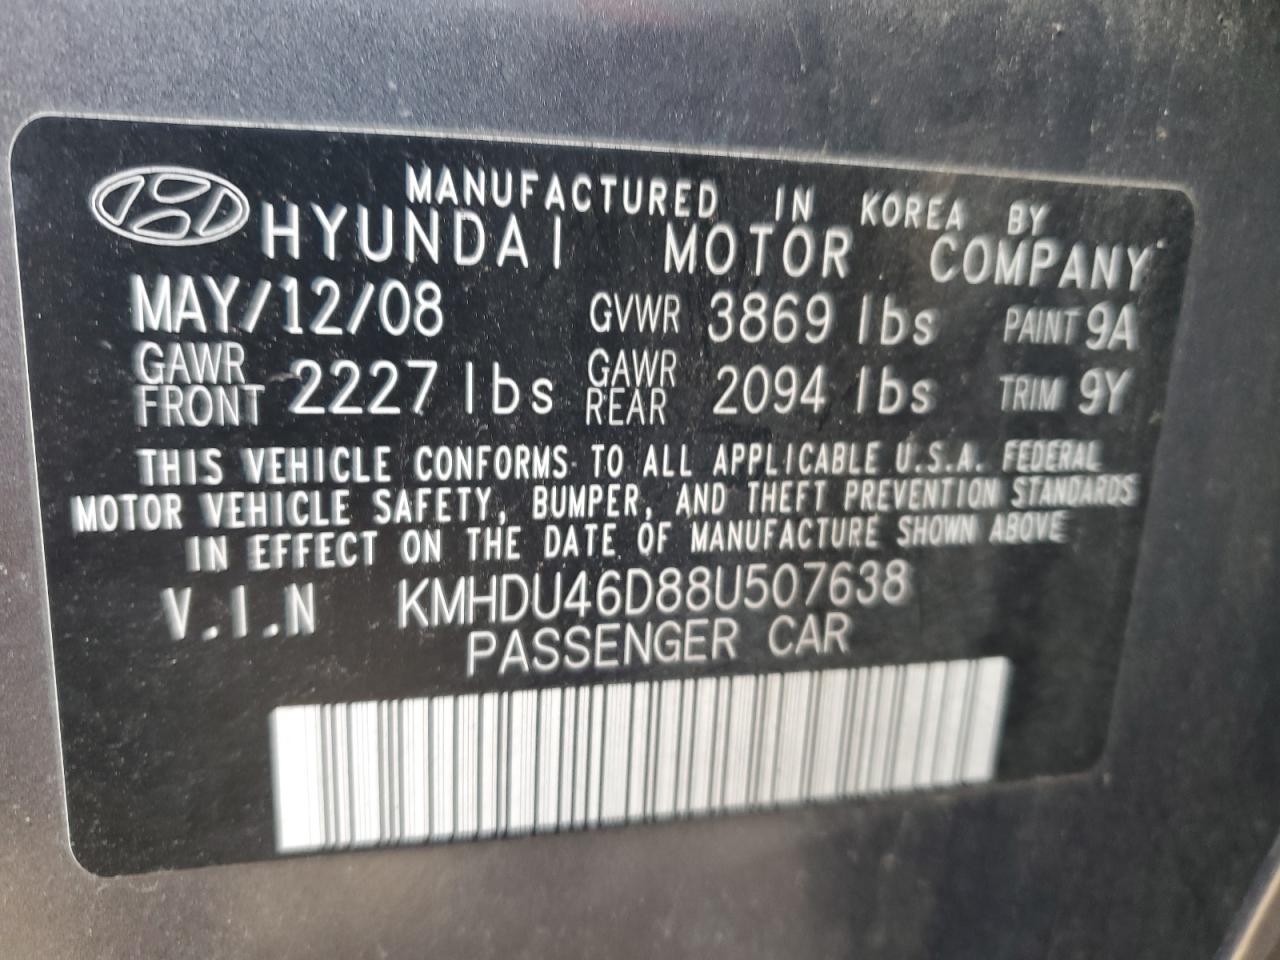 MANUFACTURED IN KOREA BY
HYUNDAI MOTOR COMPANY
MAY/12/08 GVWR 3869 lbs PAINT 9A
GAWR FRONT 2227 lbs GAWR REAR 2094 lbs TRIM 9Y
THIS VEHICLE CONFORMS TO ALL APPLICABLE U.S.A. FEDERAL
MOTOR VEHICLE SAFETY, BUMPER, AND THEFT PREVENTION STANDARDS
IN EFFECT ON THE DATE OF MANUFACTURE SHOWN ABOVE
V.I.N KMHDU46D88U507638
PASSENGER CAR